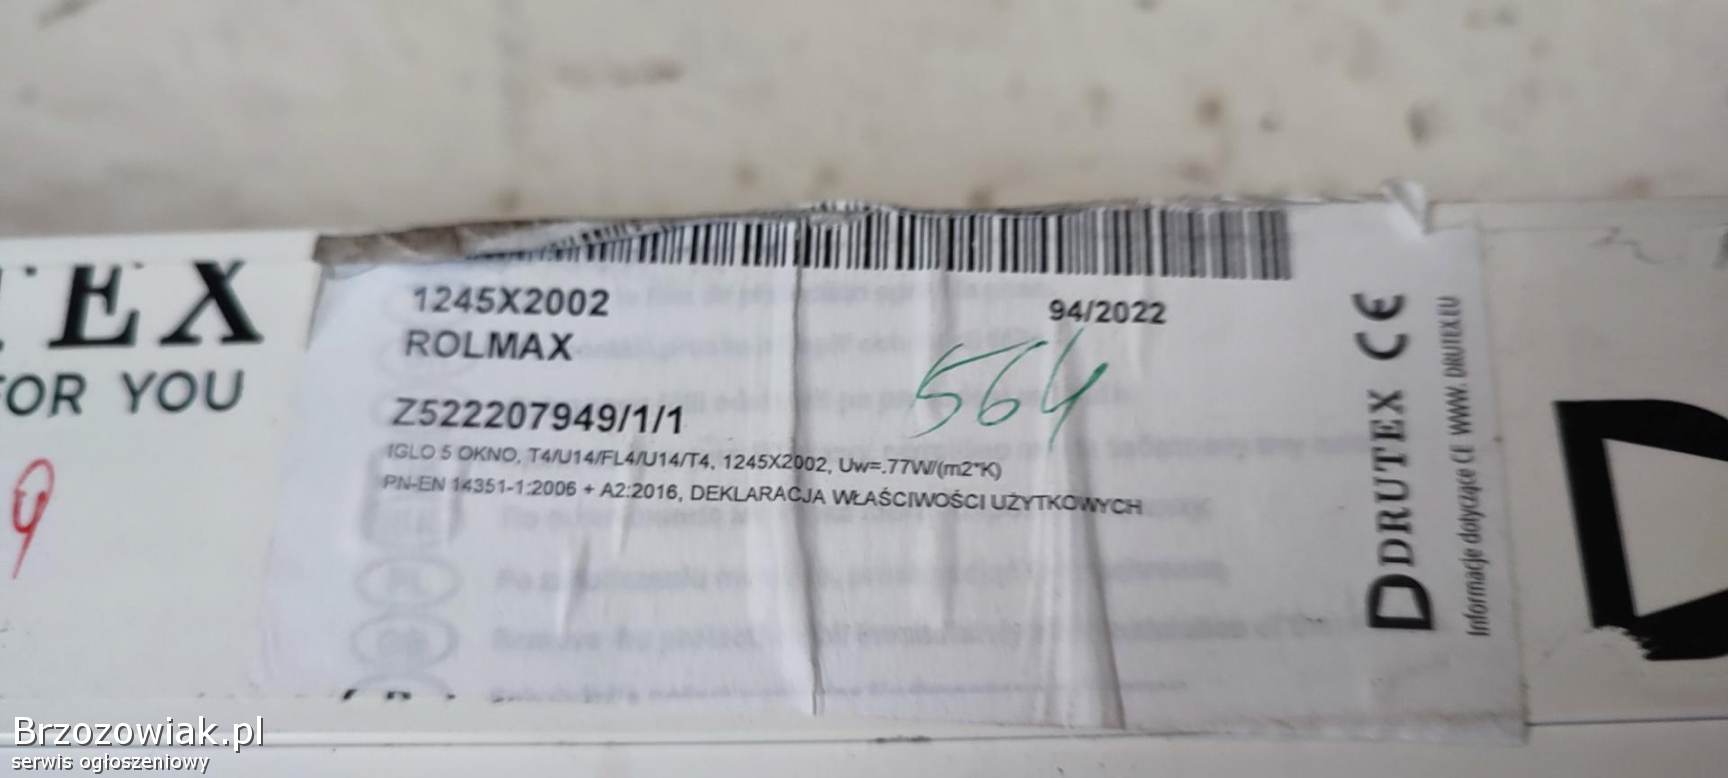 TEX
FOR YOU
1245X2002
94/2022
ROLMAX
564
Z522207949/1/1
IGLO 5 OKNO, T4/U14/FL4/U14/T4, 1245X2002, Uw=.77W/(m2*K)
PN-EN 14351-1:2006 + A2:2016, DEKLARACJA WŁAŚCIWOŚCI UŻYTKOWYCH
DRUTEX CE
Informacje dotyczące CE WWW.DRUTEX.EU
Brzozowiak.pl
serwis ogłoszeniowy